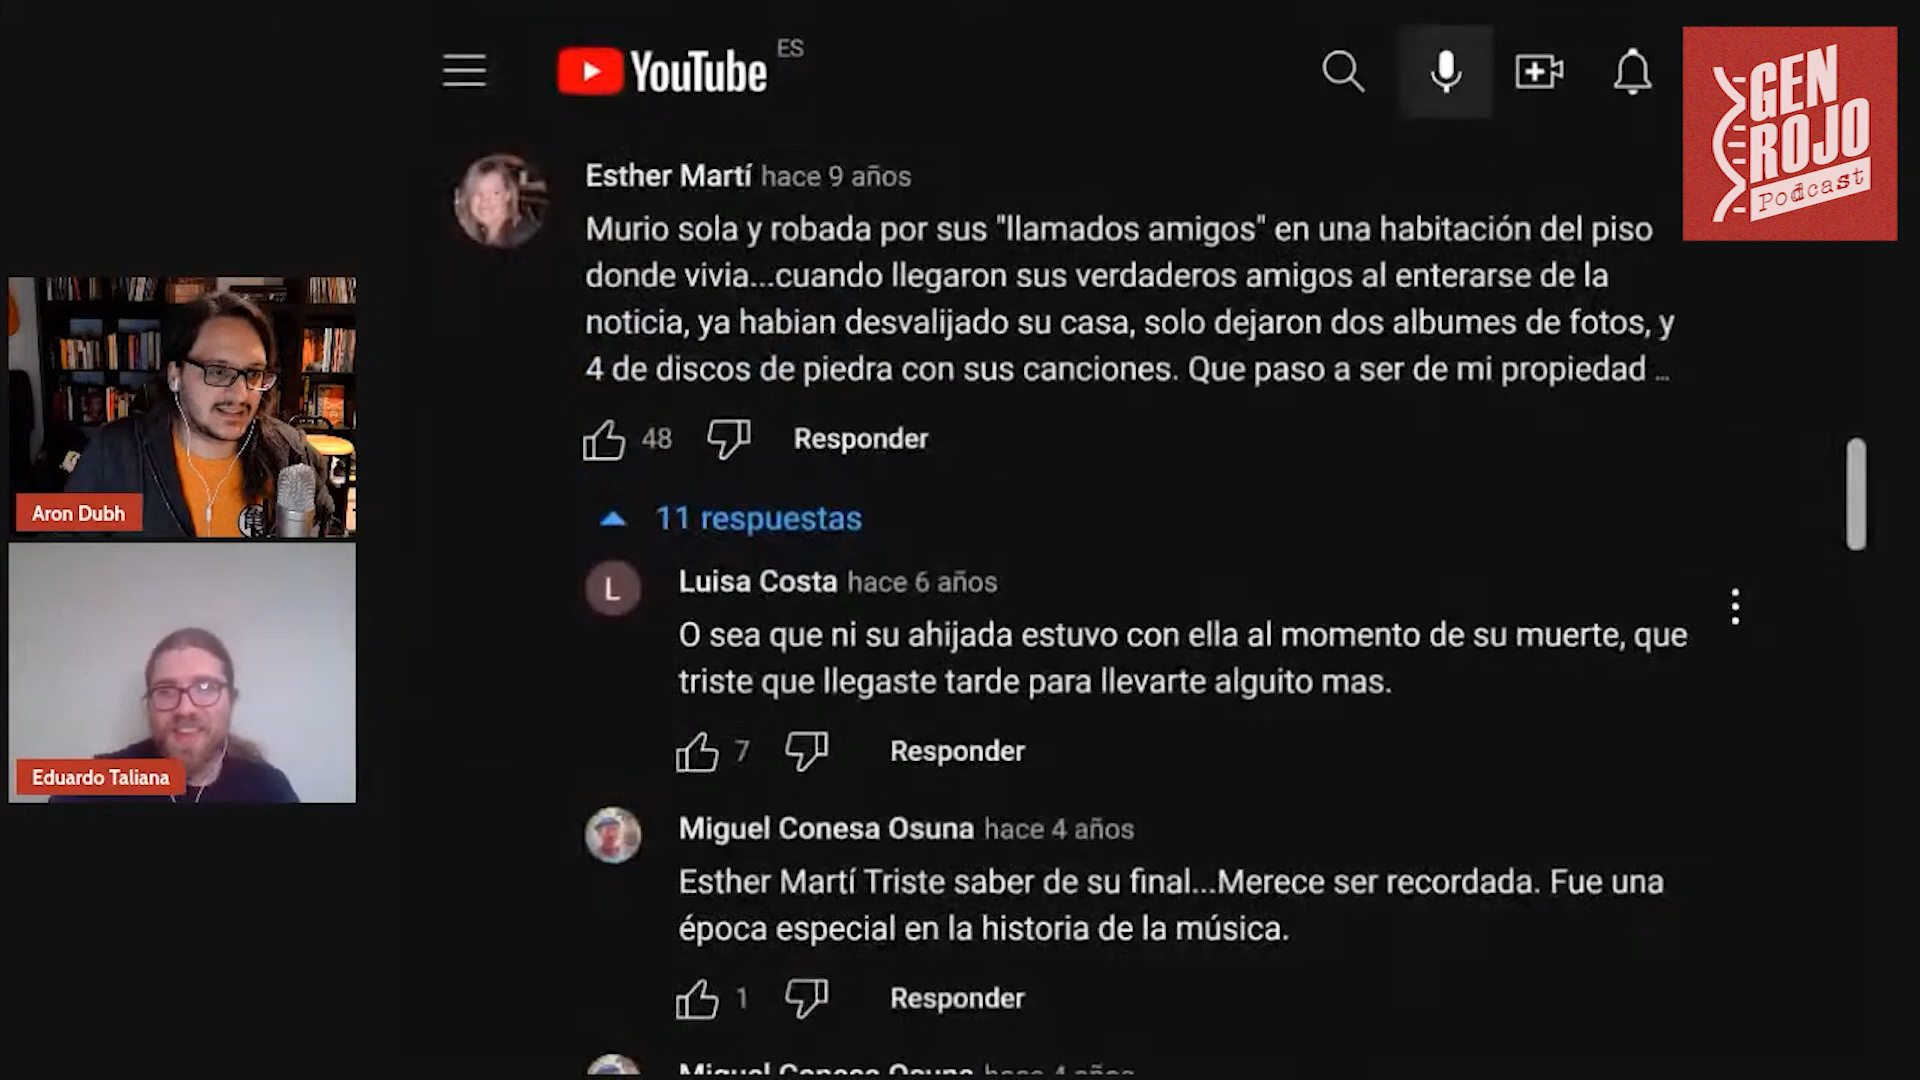 YouTube ES
GEN
ROJO
Podcast
Esther Martí hace 9 años
Murio sola y robada por sus "llamados amigos" en una habitación del piso
donde vivia...cuando llegaron sus verdaderos amigos al enterarse de la
noticia, ya habian desvalijado su casa, solo dejaron dos albumes de fotos, y
4 de discos de piedra con sus canciones. Que paso a ser de mi propiedad ...
48 Responder
11 respuestas
L
Luisa Costa hace 6 años
O sea que ni su ahijada estuvo con ella al momento de su muerte, que
triste que llegaste tarde para llevarte alguito mas.
7 Responder
Miguel Conesa Osuna hace 4 años
Esther Martí Triste saber de su final...Merece ser recordada. Fue una
época especial en la historia de la música.
1 Responder
Miguel Conesa Osuna hace 4 años
Aron Dubh
Eduardo Taliana